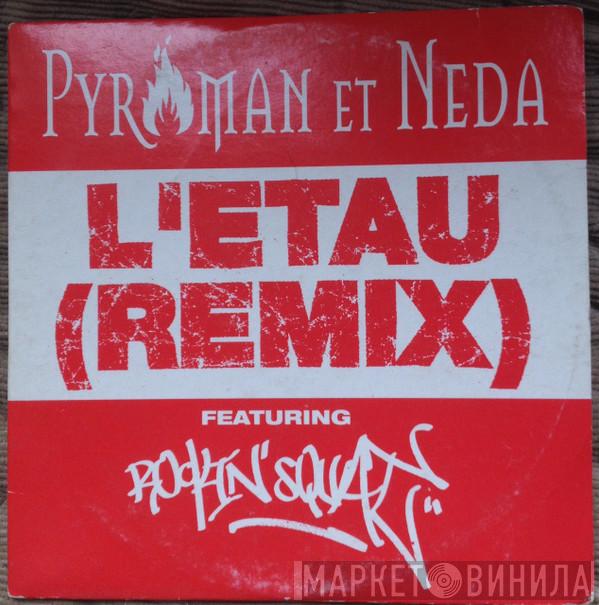 PYROMAN ET NEDA
L'ETAU
(REMIX)
FEATURING
ROCKIN' SQUAT
МАРКЕТ ВИНИЛА